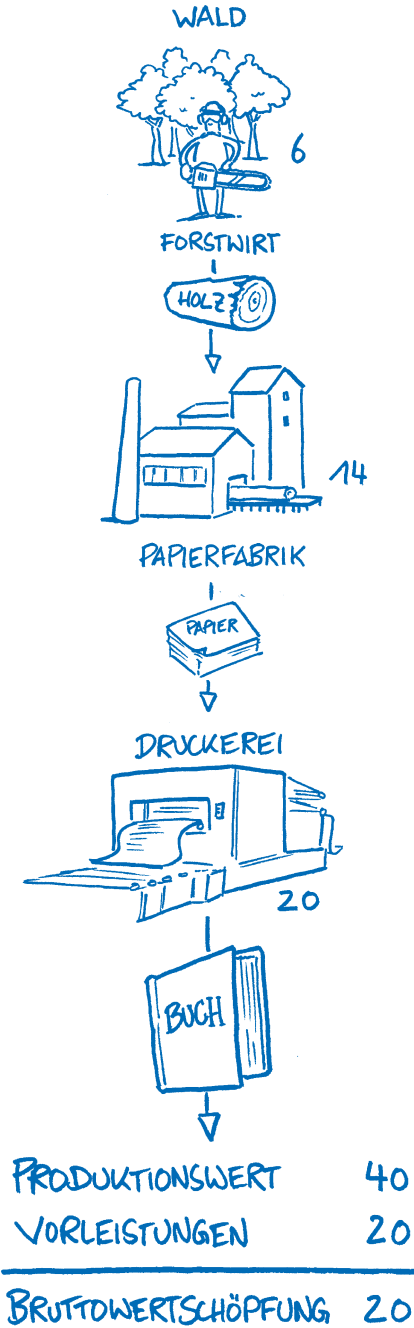 WALD
6
FORSTWIRT
HOLZ
14
PAPIERFABRIK
PAPIER
DRUCKEREI
20
BUCH
PRODUKTIONSWERT 40
VORLEISTUNGEN 20
BRUTTOWERTSCHÖPFUNG 20